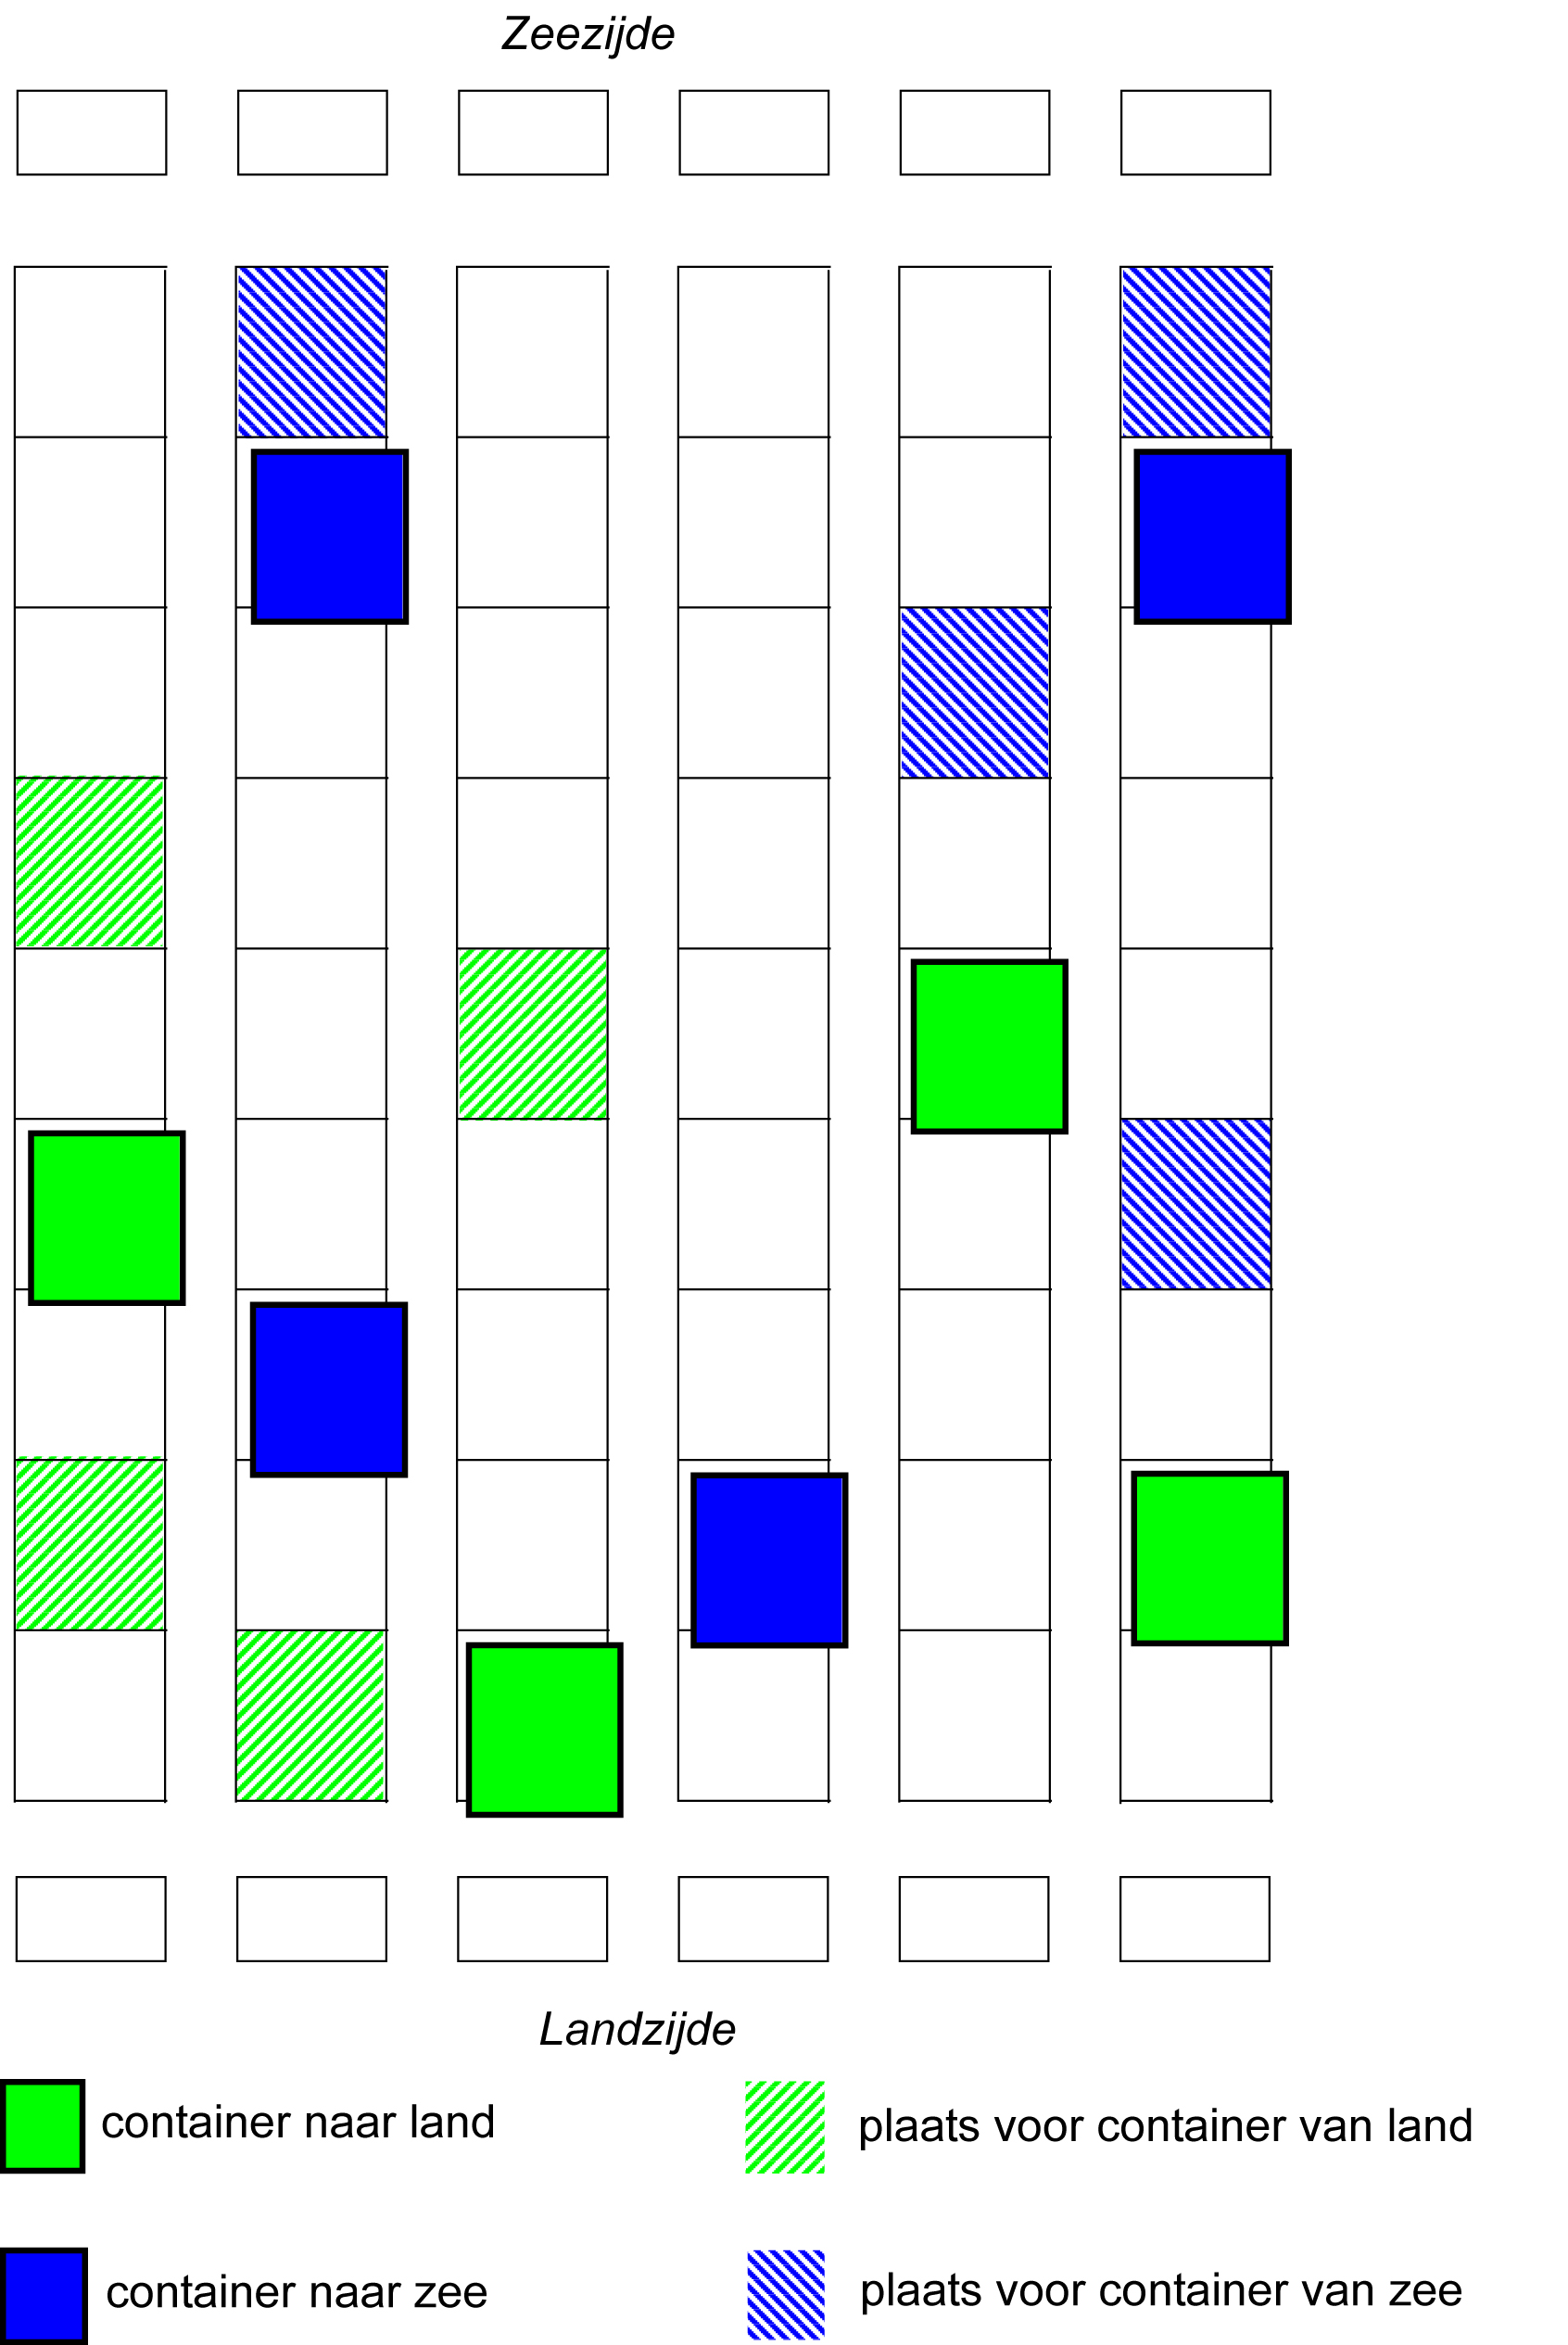 Zeezijde
Landzijde
container naar land
plaats voor container van land
container naar zee
plaats voor container van zee